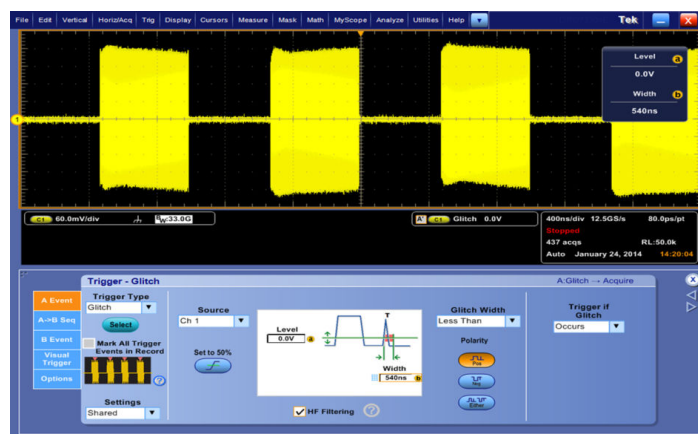 File Edit Vertical Horiz/Acq Trig Display Cursors Measure Mask Math MyScope Analyze Utilities Help Tek X
Level a
0.0V
Width b
540ns
1
C1 60.0mV/div BW:33.0G
A' C1 Glitch 0.0V
400ns/div 12.5GS/s 80.0ps/pt
Stopped
437 acqs RL:50.0k
Auto January 24, 2014 14:20:04
Trigger - Glitch A:Glitch → Acquire X
A Event
A->B Seq
B Event
Visual
Trigger
Options
Trigger Type
Glitch
Select
Mark All Trigger
Events in Record
?
Settings
Shared
Source
Ch 1
Set to 50%
Level
0.0V a
T
Width
540ns b
HF Filtering ?
Glitch Width
Less Than
Polarity
Pos
Neg
Either
Trigger if
Glitch
Occurs